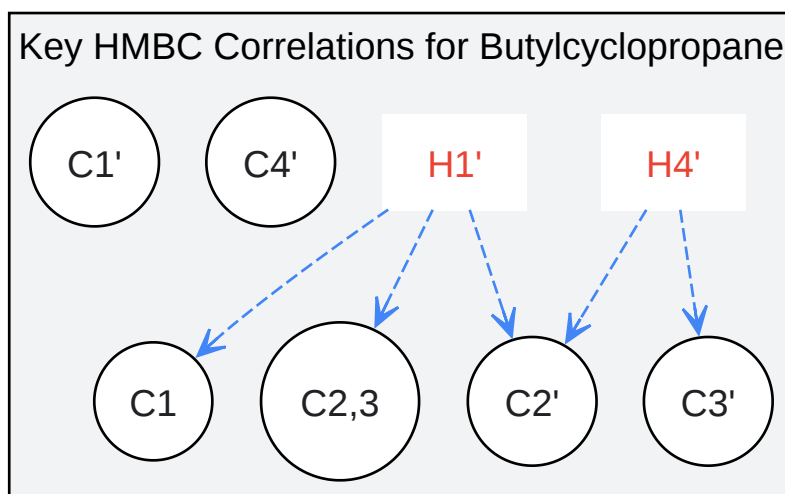 Key HMBC Correlations for Butylcyclopropane
C1'
C4'
H1'
H4'
C1
C2,3
C2'
C3'